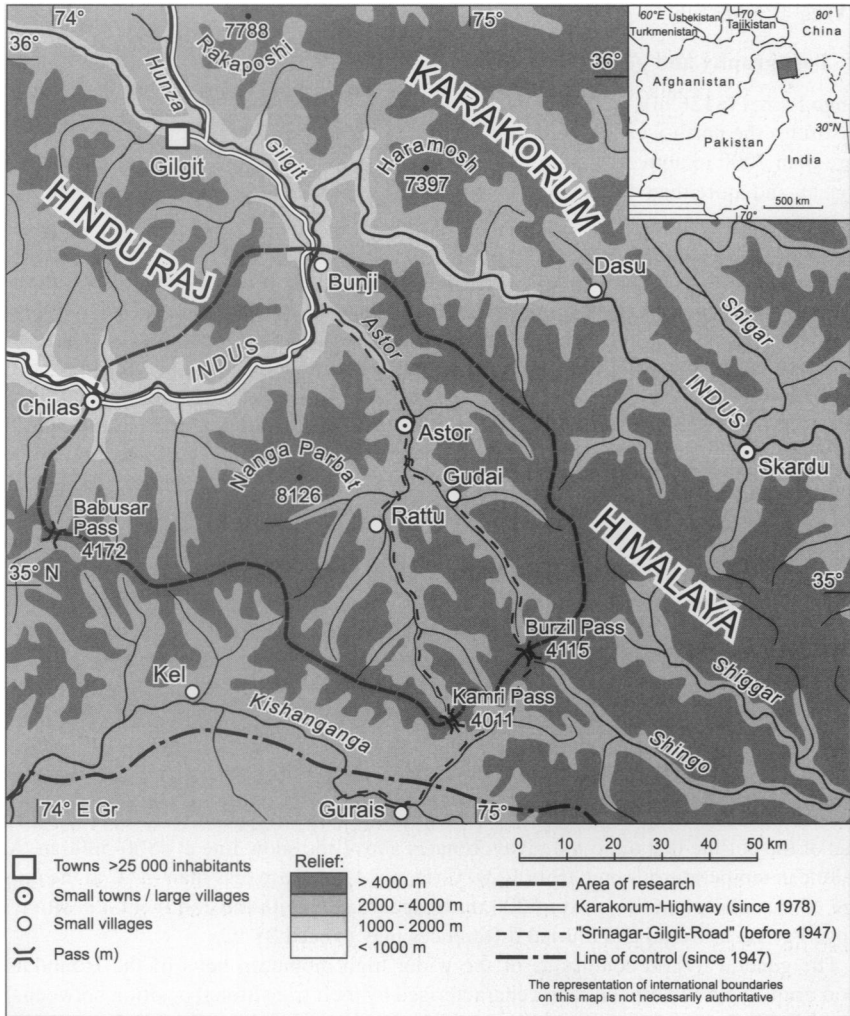 74°
75°
36°
7788
Rakaposhi
Hunza
Gilgit
Gilgit
KARAKORUM
Haramosh
7397
36°
60°E
Usbekistan
70°
Tajikistan
80°
China
Turkmenistan
Afghanistan
30°N
Pakistan
India
500 km
70°
HINDU RAJ
Bunji
Dasu
Shigar
INDUS
Astor
INDUS
Chilas
Astor
Skardu
Nanga Parbat
8126
Gudai
Rattu
Babusar
Pass
4172
HIMALAYA
35° N
35°
Burzil Pass
4115
Kel
Kamri Pass
4011
Shiggar
Kishanganga
Shingo
Gurais
74° E Gr
75°
Towns >25 000 inhabitants
Small towns / large villages
Small villages
Pass (m)
Relief:
> 4000 m
2000 - 4000 m
1000 - 2000 m
< 1000 m
0 10 20 30 40 50 km
Area of research
Karakorum-Highway (since 1978)
"Srinagar-Gilgit-Road" (before 1947)
Line of control (since 1947)
The representation of international boundaries
on this map is not necessarily authoritative